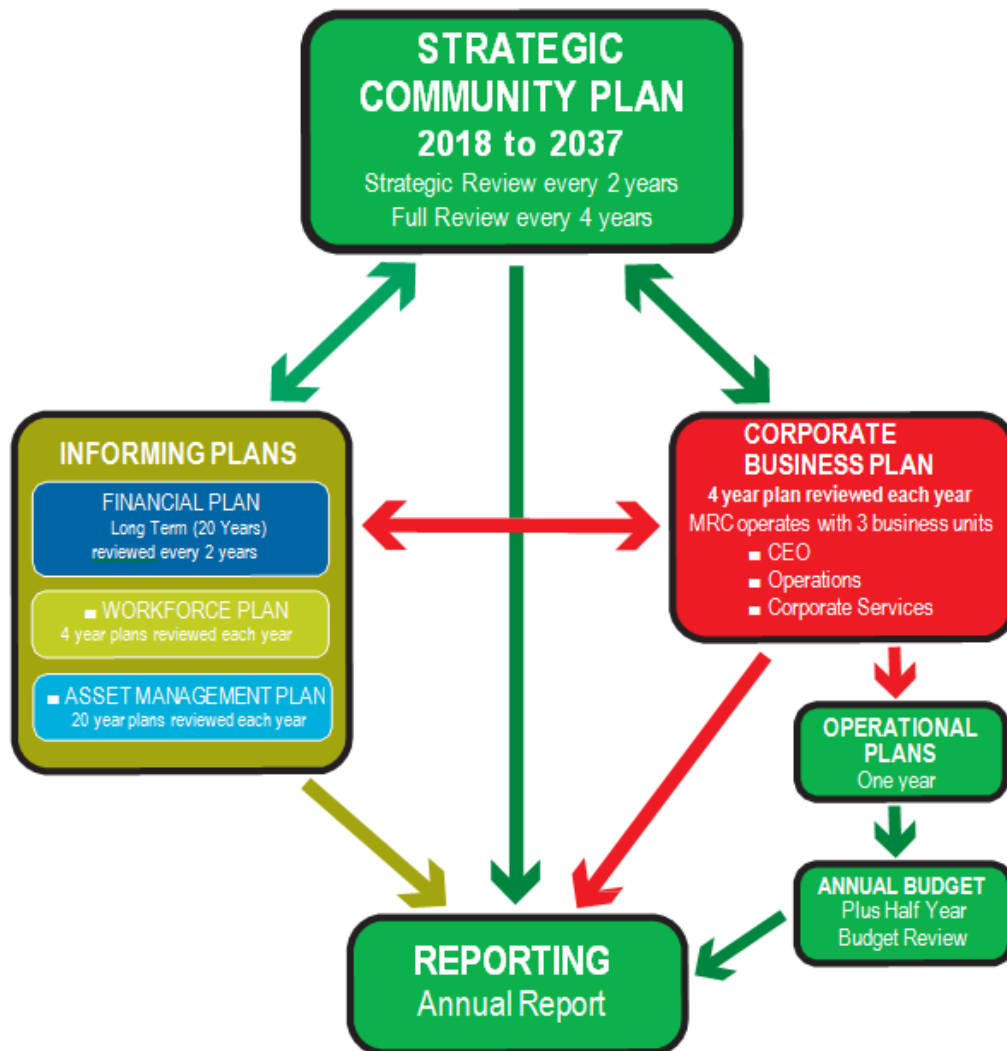 STRATEGIC
COMMUNITY PLAN
2018 to 2037
Strategic Review every 2 years
Full Review every 4 years
INFORMING PLANS
FINANCIAL PLAN
Long Term (20 Years)
reviewed every 2 years
▪ WORKFORCE PLAN
4 year plans reviewed each year
▪ ASSET MANAGEMENT PLAN
20 year plans reviewed each year
CORPORATE
BUSINESS PLAN
4 year plan reviewed each year
MRC operates with 3 business units
▪ CEO
▪ Operations
▪ Corporate Services
OPERATIONAL
PLANS
One year
ANNUAL BUDGET
Plus Half Year
Budget Review
REPORTING
Annual Report